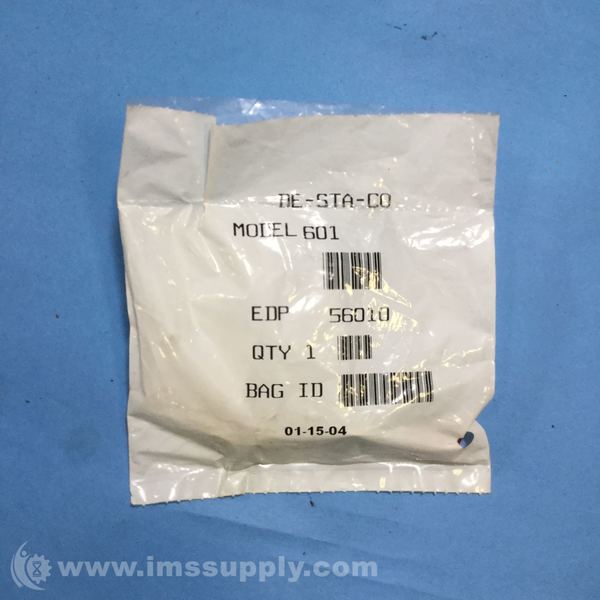 DE-STA-CO
MODEL 601
EDP 56010
QTY 1
BAG ID
01-15-04
www.imssupply.com